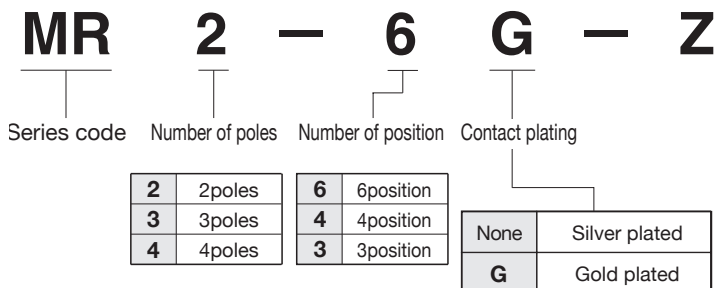 MR 2 — 6 G — Z
Series code Number of poles Number of position Contact plating
2 2poles
3 3poles
4 4poles
6 6position
4 4position
3 3position
None Silver plated
G Gold plated